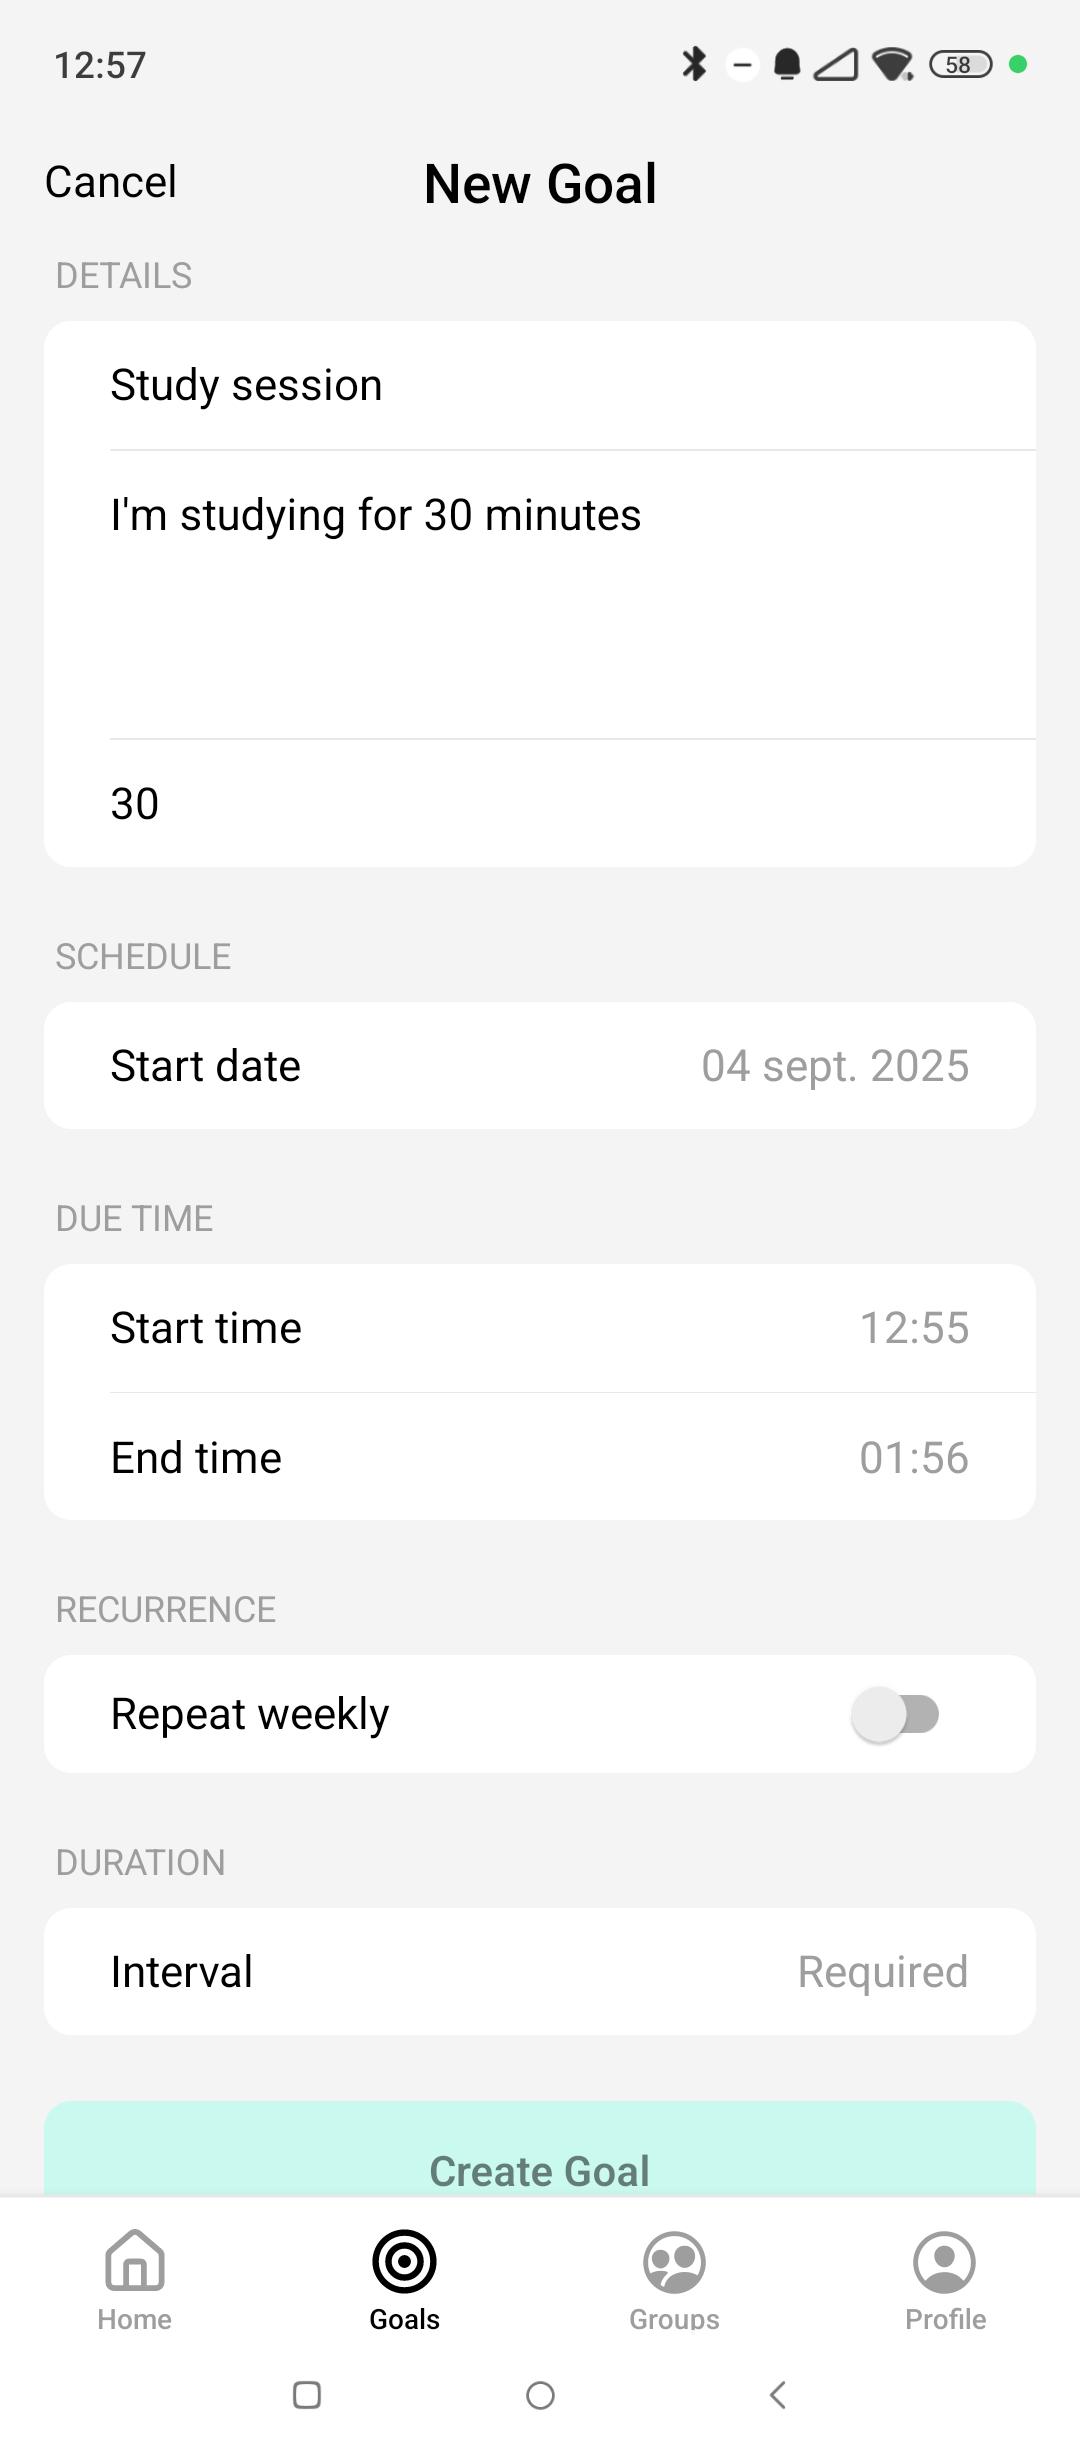 12:57
58
Cancel
New Goal
DETAILS
Study session
I'm studying for 30 minutes
30
SCHEDULE
Start date 04 sept. 2025
DUE TIME
Start time 12:55
End time 01:56
RECURRENCE
Repeat weekly
DURATION
Interval Required
Create Goal
Home Goals Groups Profile